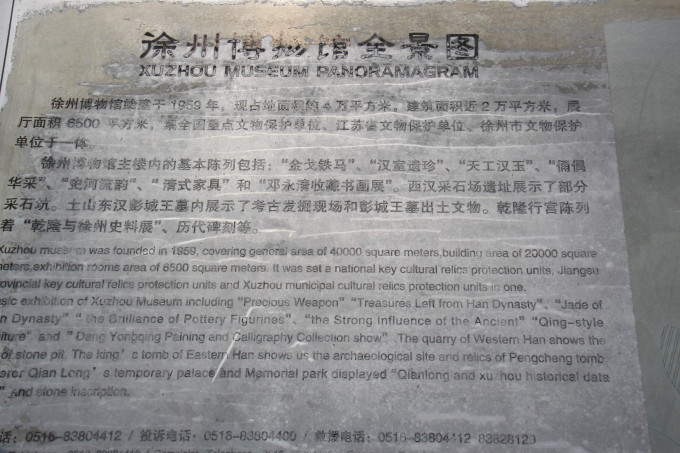 徐州博物馆全景图
XUZHOU MUSEUM PANORAMAGRAM
徐州博物馆始建于 1959 年，现占地面积约 4 万平方米，建筑面积近 2 万平方米，展
厅面积 6500 平方米，集全国重点文物保护单位、江苏省文物保护单位、徐州市文物保护
单位于一体。
徐州博物馆主楼内的基本陈列包括：“金戈铁马”、“汉室遗珍”、“天工汉玉”、“俑偶
华采”、“史河流韵”、“清式家具”和“邓永清收藏书画展”。西汉采石场遗址展示了部分
采石坑。土山东汉彭城王墓内展示了考古发掘现场和彭城王墓出土文物。乾隆行宫陈列
着“乾隆与徐州史料展”、历代碑刻等。
Xuzhou museum was founded in 1959, covering general area of 40000 square meters,building area of 20000 square
meters,exhibition rooms area of 6500 square meters. It was set a national key cultural relics protection units, Jiangsu
ovincial key cultural relics protection units and Xuzhou municipal cultural relics protection units in one.
sic exhibition of Xuzhou Museum including "Precious Weapon" "Treasures Left from Han Dynasty"、"Jade of
n Dynasty" " the Brilliance of Pottery Figurines"、"the Strong Influence of the Ancient" "Qing-style
iture" and " Deng Yongqing Paining and Calligraphy Collection show". The quarry of Western Han shows the
of stone pit. The king's tomb of Eastern Han shows us the archaeological site and relics of Pengcheng tomb.
eror Qian Long's temporary palace and Memorial park displayed "Qianlong and xuzhou historical data
" and stone inscription.
话：0516-83804412 / 投诉电话：0516-83804400 / 救援电话：0516-83804412 83828123